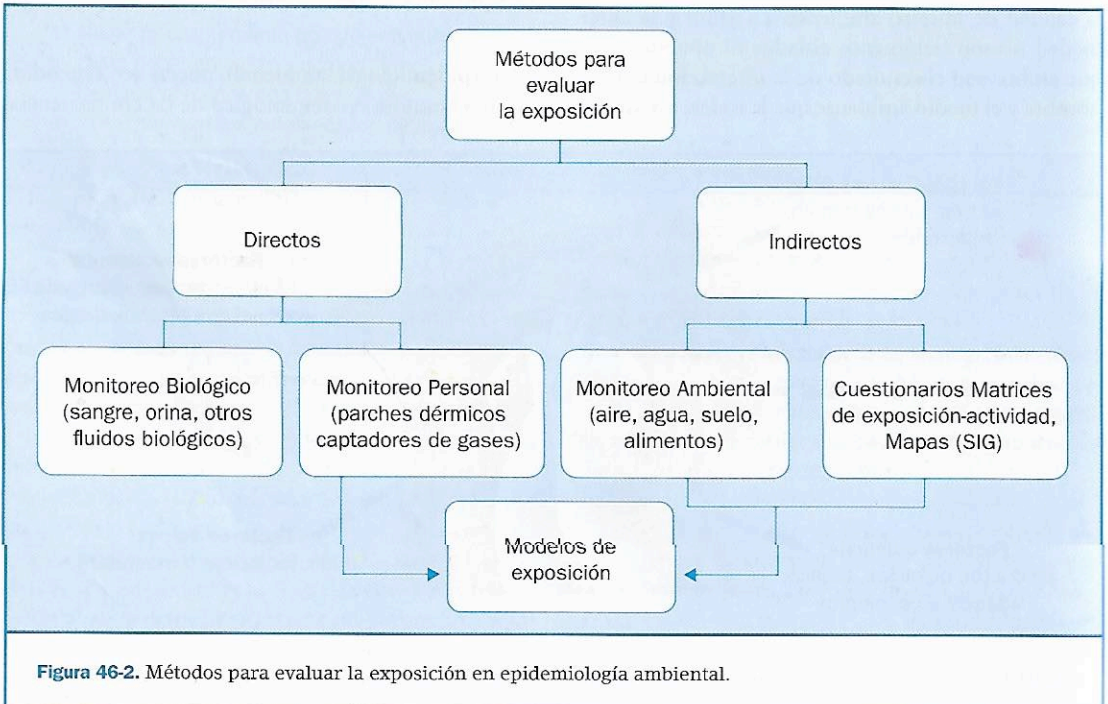 Métodos para
evaluar
la exposición
Directos
Indirectos
Monitoreo Biológico
(sangre, orina, otros
fluidos biológicos)
Monitoreo Personal
(parches dérmicos
captadores de gases)
Monitoreo Ambiental
(aire, agua, suelo,
alimentos)
Cuestionarios Matrices
de exposición-actividad,
Mapas (SIG)
Modelos de
exposición
Figura 46-2. Métodos para evaluar la exposición en epidemiología ambiental.